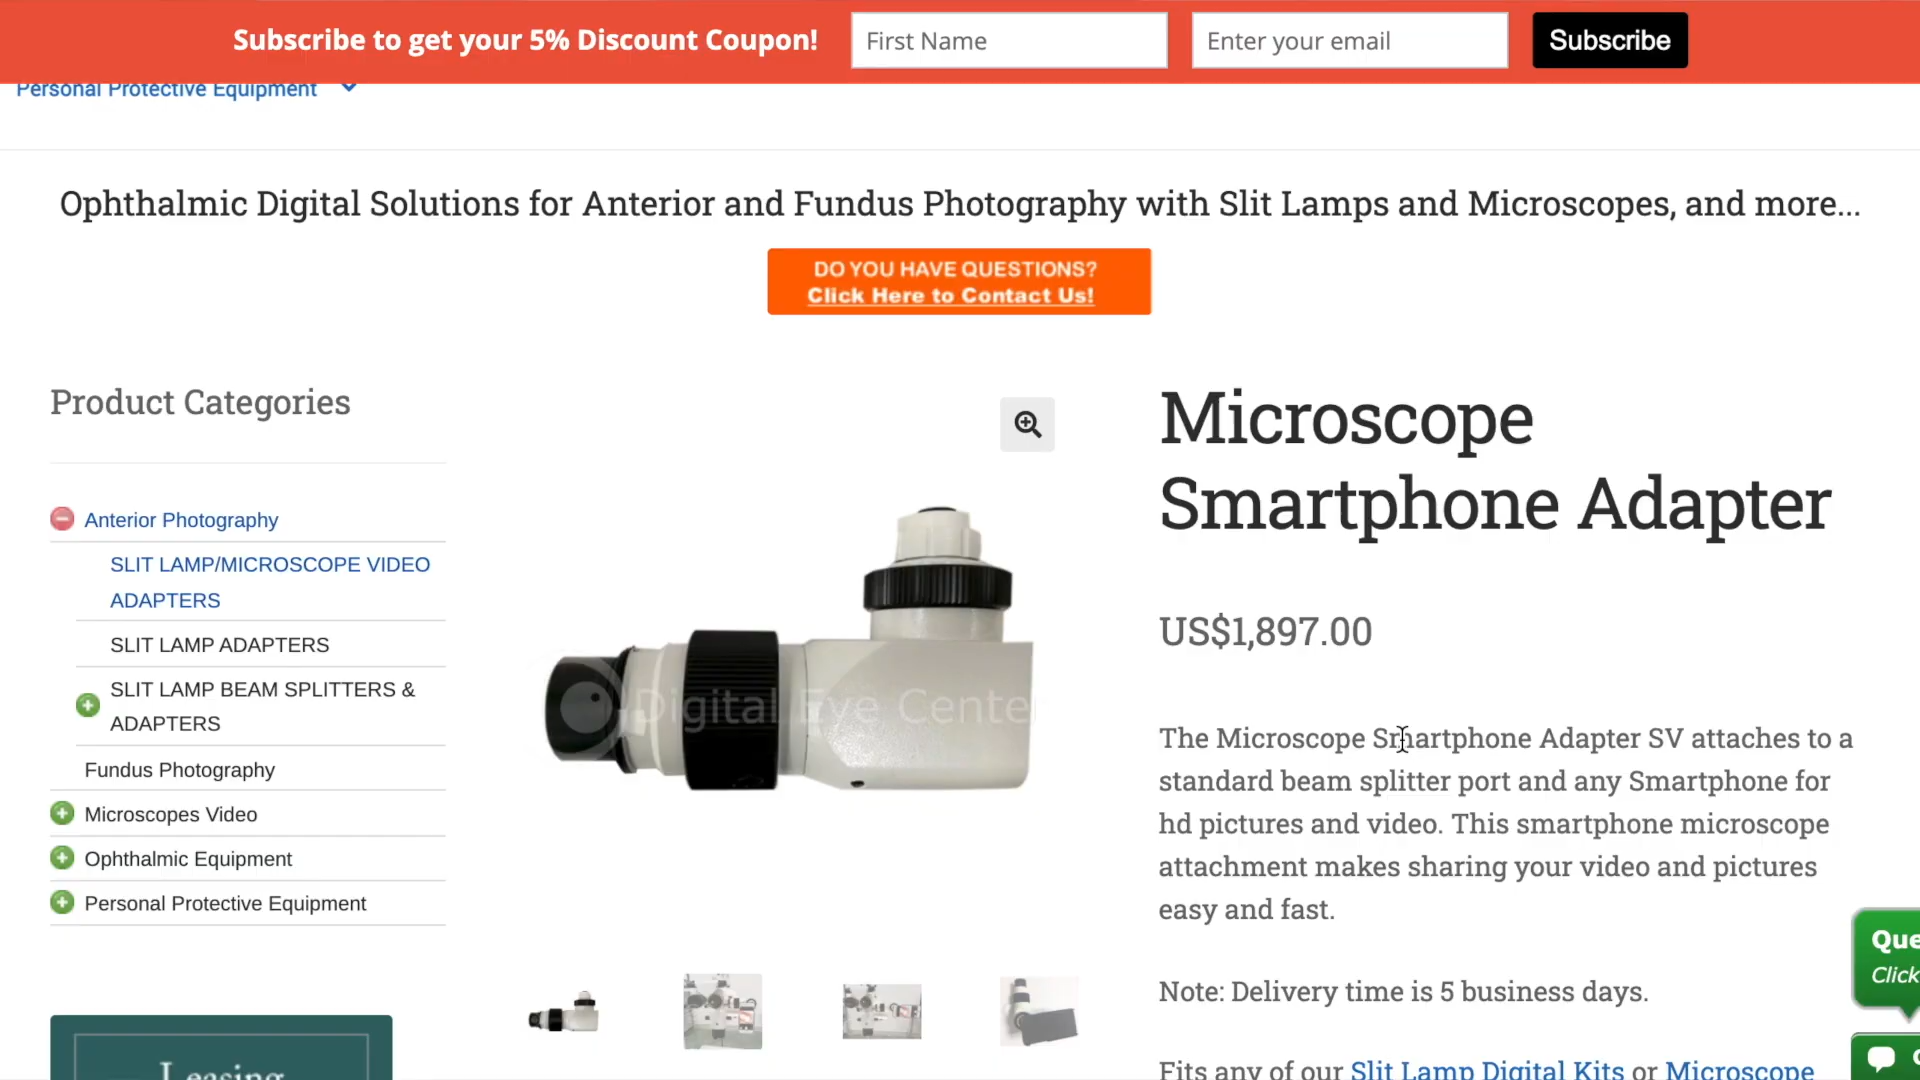 Subscribe to get your 5% Discount Coupon!
First Name
Enter your email
Subscribe
Personal Protective Equipment
Ophthalmic Digital Solutions for Anterior and Fundus Photography with Slit Lamps and Microscopes, and more...
DO YOU HAVE QUESTIONS?
Click Here to Contact Us!
Product Categories
Anterior Photography
SLIT LAMP/MICROSCOPE VIDEO
ADAPTERS
SLIT LAMP ADAPTERS
SLIT LAMP BEAM SPLITTERS &
ADAPTERS
Fundus Photography
Microscopes Video
Ophthalmic Equipment
Personal Protective Equipment
Leasing
Digital Eye Cente
Microscope
Smartphone Adapter
US$1,897.00
The Microscope Smartphone Adapter SV attaches to a
standard beam splitter port and any Smartphone for
hd pictures and video. This smartphone microscope
attachment makes sharing your video and pictures
easy and fast.
Note: Delivery time is 5 business days.
Fits any of our Slit Lamp Digital Kits or Microscope
Que
Click